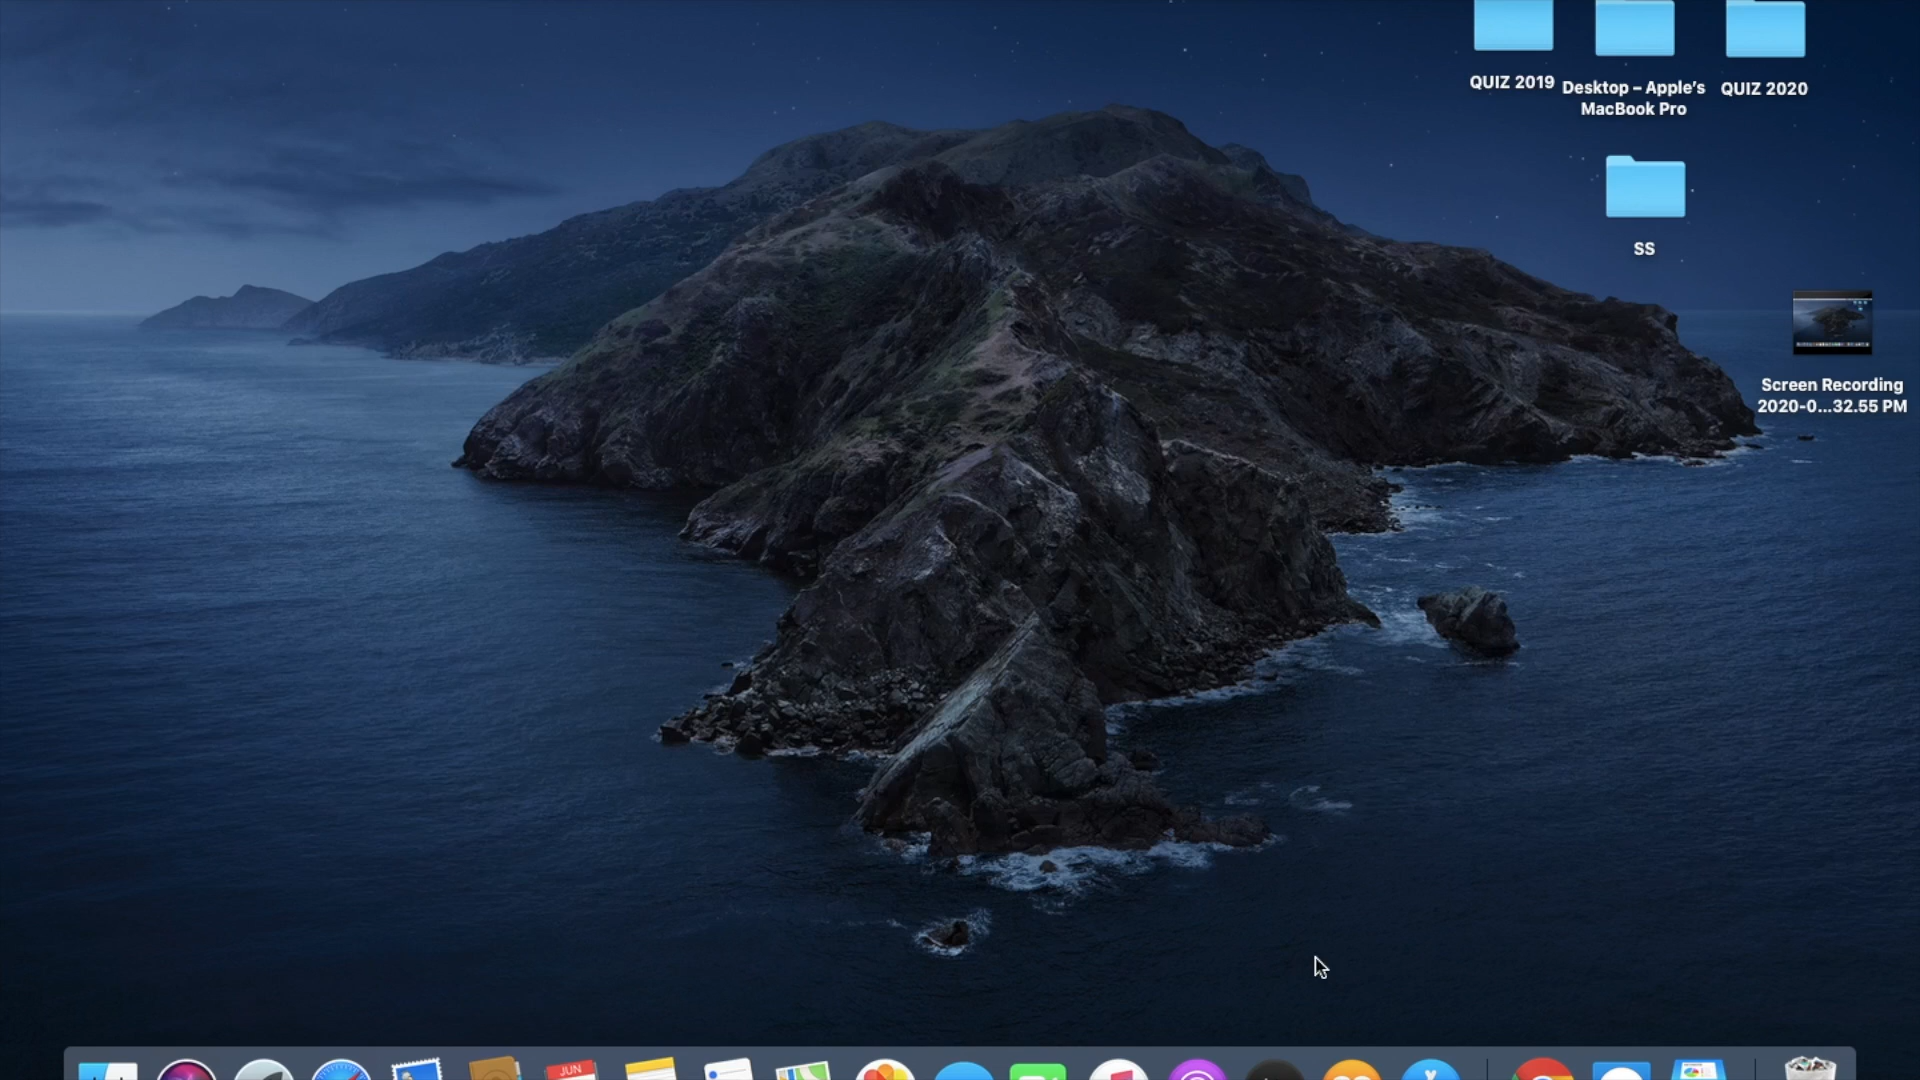 QUIZ 2019
Desktop – Apple's
MacBook Pro
QUIZ 2020
SS
Screen Recording
2020-0...32.55 PM
JUN